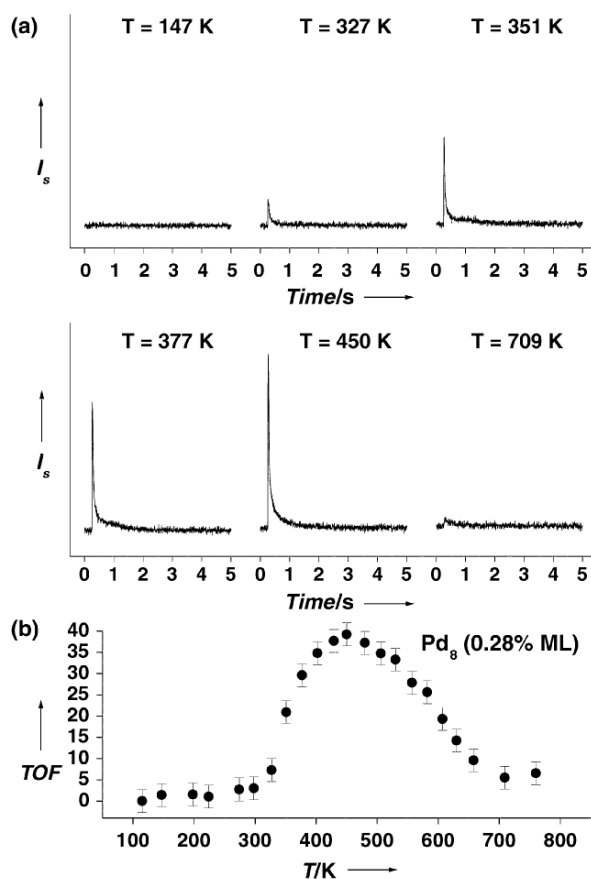 (a)
T = 147 K T = 327 K T = 351 K
I_s
0 1 2 3 4 5 0 1 2 3 4 5 0 1 2 3 4 5
Time/s
T = 377 K T = 450 K T = 709 K
I_s
0 1 2 3 4 5 0 1 2 3 4 5 0 1 2 3 4 5
Time/s
(b)
Pd₈ (0.28% ML)
40
35
30
25
20
15
10
5
0
TOF
100 200 300 400 500 600 700 800
T/K